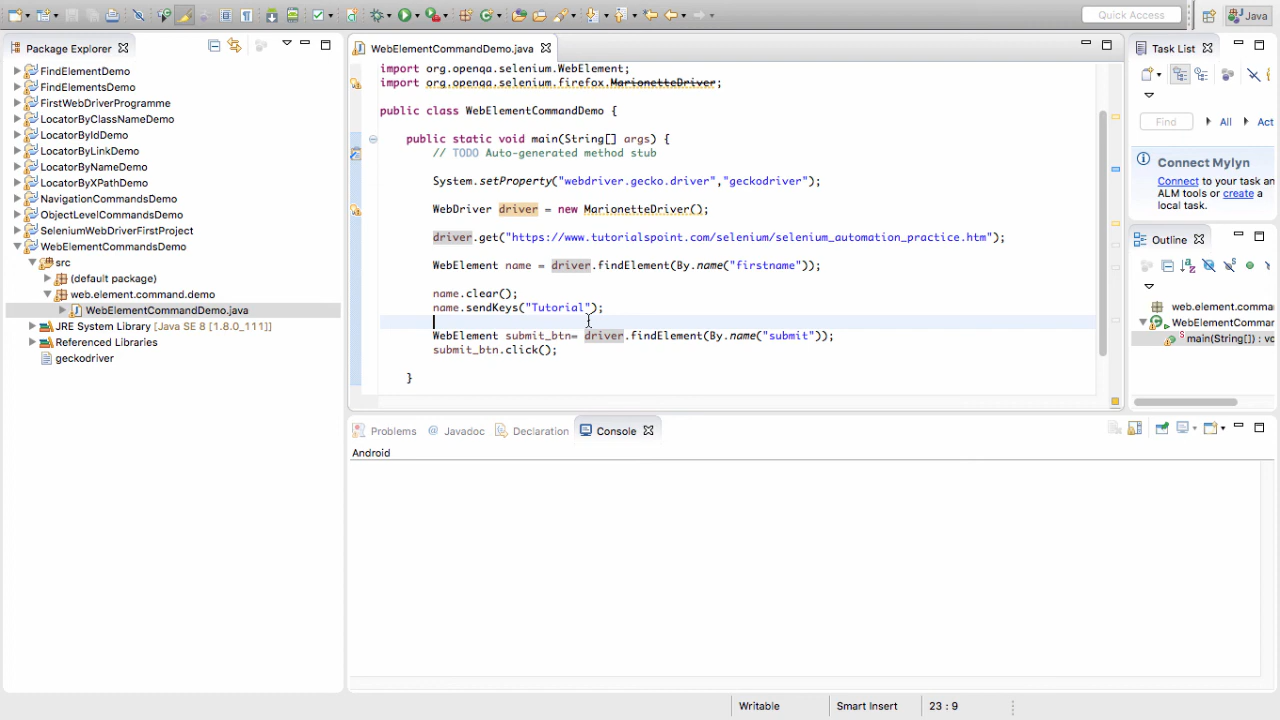 Quick Access
Java
Package Explorer
FindElementDemo
FindElementsDemo
FirstWebDriverProgramme
LocatorByClassNameDemo
LocatorByIdDemo
LocatorByLinkDemo
LocatorByNameDemo
LocatorByXPathDemo
NavigationCommandsDemo
ObjectLevelCommandsDemo
SeleniumWebDriverFirstProject
WebElementCommandsDemo
src
(default package)
web.element.command.demo
WebElementCommandDemo.java
JRE System Library [Java SE 8 [1.8.0_111]]
Referenced Libraries
geckodriver
WebElementCommandDemo.java
import org.openqa.selenium.WebElement;
import org.openqa.selenium.firefox.MarionetteDriver;
public class WebElementCommandDemo {
public static void main(String[] args) {
// TODO Auto-generated method stub
System.setProperty("webdriver.gecko.driver","geckodriver");
WebDriver driver = new MarionetteDriver();
driver.get("https://www.tutorialspoint.com/selenium/selenium_automation_practice.htm");
WebElement name = driver.findElement(By.name("firstname"));
name.clear();
name.sendKeys("Tutorial");
WebElement submit_btn= driver.findElement(By.name("submit"));
submit_btn.click();
}
Task List
Find
All
Act
Connect Mylyn
Connect to your task an
ALM tools or create a
local task.
Outline
web.element.comm
WebElementComma
main(String[]) : vo
Problems
Javadoc
Declaration
Console
Android
Writable
Smart Insert
23 : 9